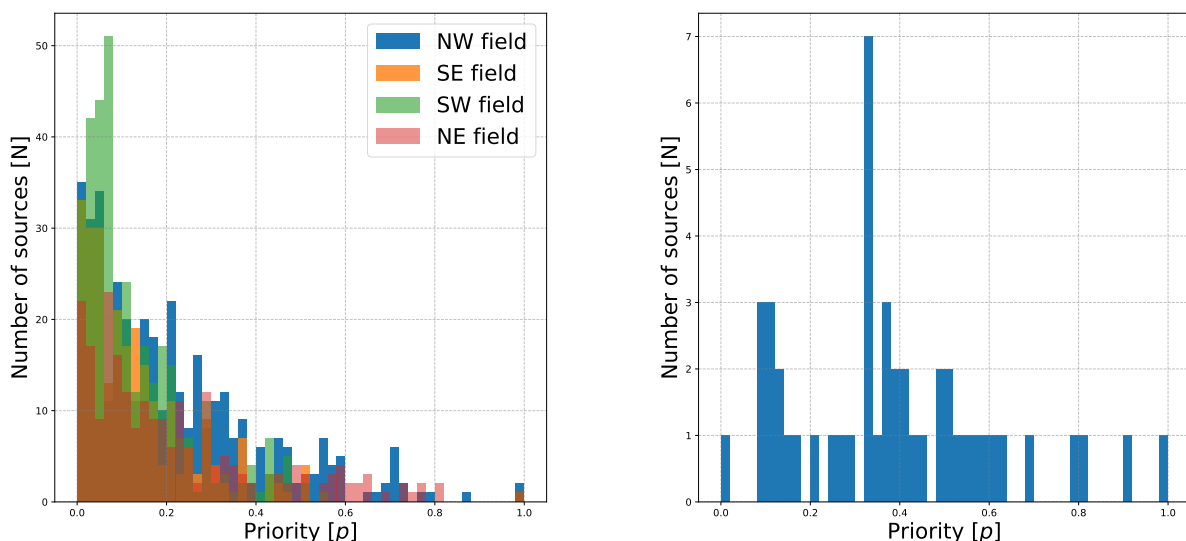 50
40
30
20
10
0
Number of sources [N]
0.0 0.2 0.4 0.6 0.8 1.0
Priority [p]
NW field
SE field
SW field
NE field
7
6
5
4
3
2
1
0
Number of sources [N]
0.0 0.2 0.4 0.6 0.8 1.0
Priority [p]